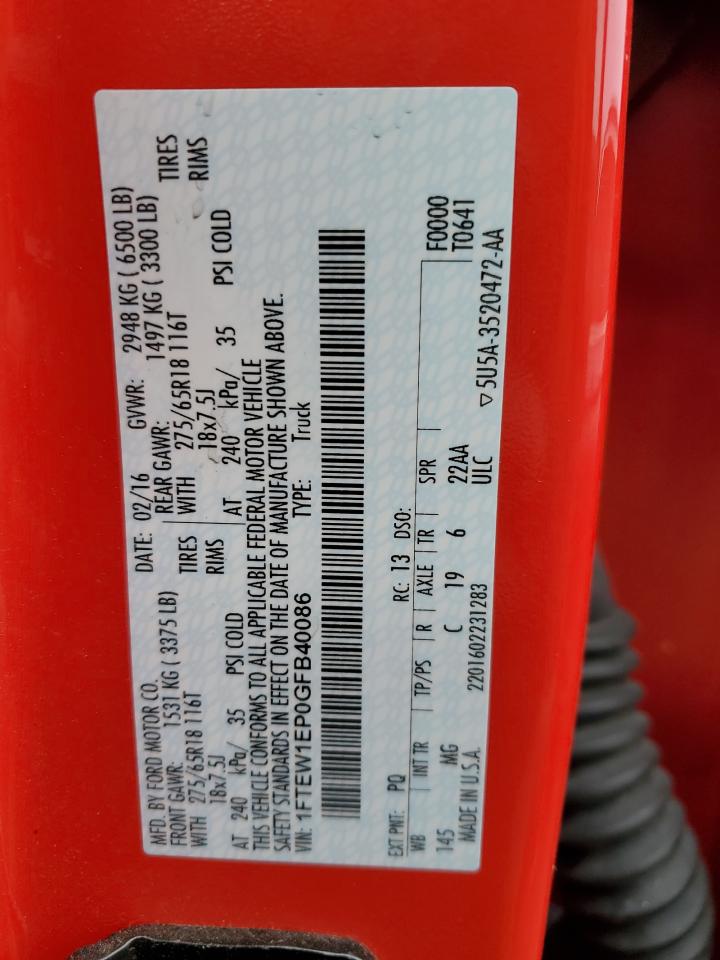 MFD. BY FORD MOTOR CO. DATE: 02/16 GVWR: 2948 KG ( 6500 LB)
FRONT GAWR: 1531 KG ( 3375 LB) REAR GAWR: 1497 KG ( 3300 LB)
WITH 275/65R18 116T TIRES WITH 275/65R18 116T TIRES
18x7.5J RIMS 18x7.5J RIMS
AT 240 kPa/ 35 PSI COLD AT 240 kPa/ 35 PSI COLD
THIS VEHICLE CONFORMS TO ALL APPLICABLE FEDERAL MOTOR VEHICLE
SAFETY STANDARDS IN EFFECT ON THE DATE OF MANUFACTURE SHOWN ABOVE.
VIN: 1FTEW1EP0GFB40086 TYPE: Truck
EXT PNT: PQ RC: 13 DSO: F0000
WB INT TR TP/PS R AXLE TR SPR T0641
145 MG C 19 6 22AA
MADE IN U.S.A. 2201602231283 ULC ▽5U5A-3520472-AA